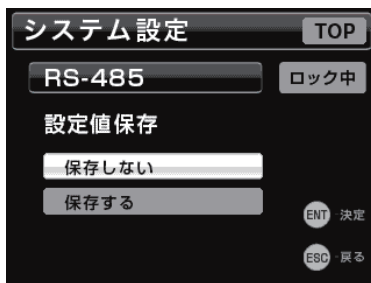 システム設定 TOP
RS-485 ロック中
設定値保存
保存しない
保存する
ENT 決定
ESC 戻る